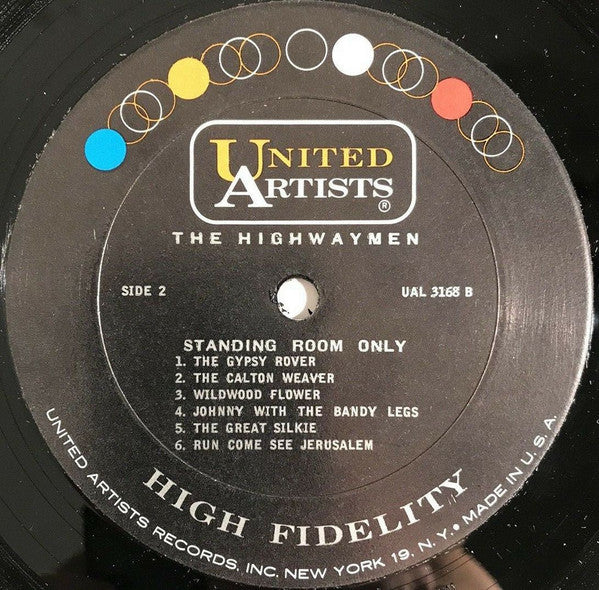 UNITED
ARTISTS
®
THE HIGHWAYMEN
SIDE 2
UAL 3168 B
STANDING ROOM ONLY
1. THE GYPSY ROVER
2. THE CALTON WEAVER
3. WILDWOOD FLOWER
4. JOHNNY WITH THE BANDY LEGS
5. THE GREAT SILKIE
6. RUN COME SEE JERUSALEM
HIGH FIDELITY
UNITED ARTISTS RECORDS, INC. NEW YORK 19, N.Y. • MADE IN U.S.A.